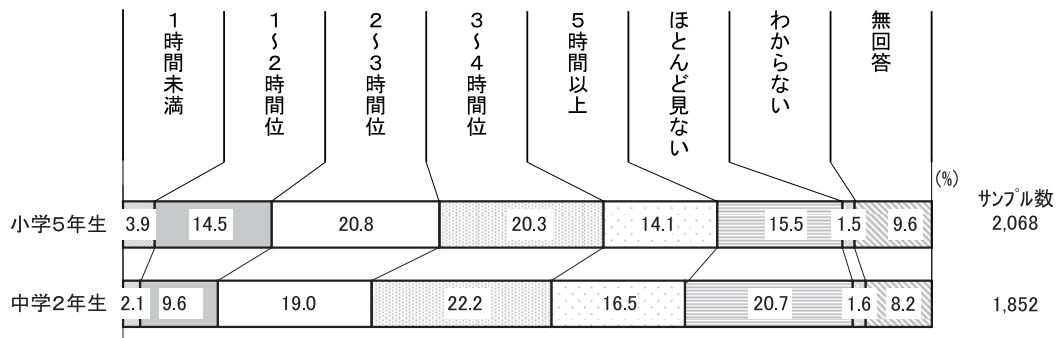 1時間未満
1～2時間位
2～3時間位
3～4時間位
5時間以上
ほとんど見ない
わからない
無回答
(%)
サンプル数
小学5年生 3.9 14.5 20.8 20.3 14.1 15.5 1.5 9.6 2,068
中学2年生 2.1 9.6 19.0 22.2 16.5 20.7 1.6 8.2 1,852